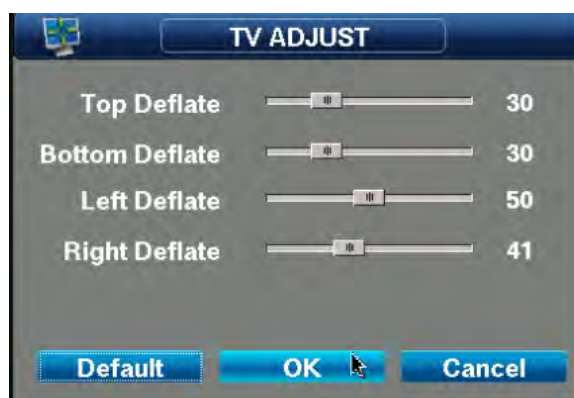 TV ADJUST
Top Deflate 30
Bottom Deflate 30
Left Deflate 50
Right Deflate 41
Default OK Cancel